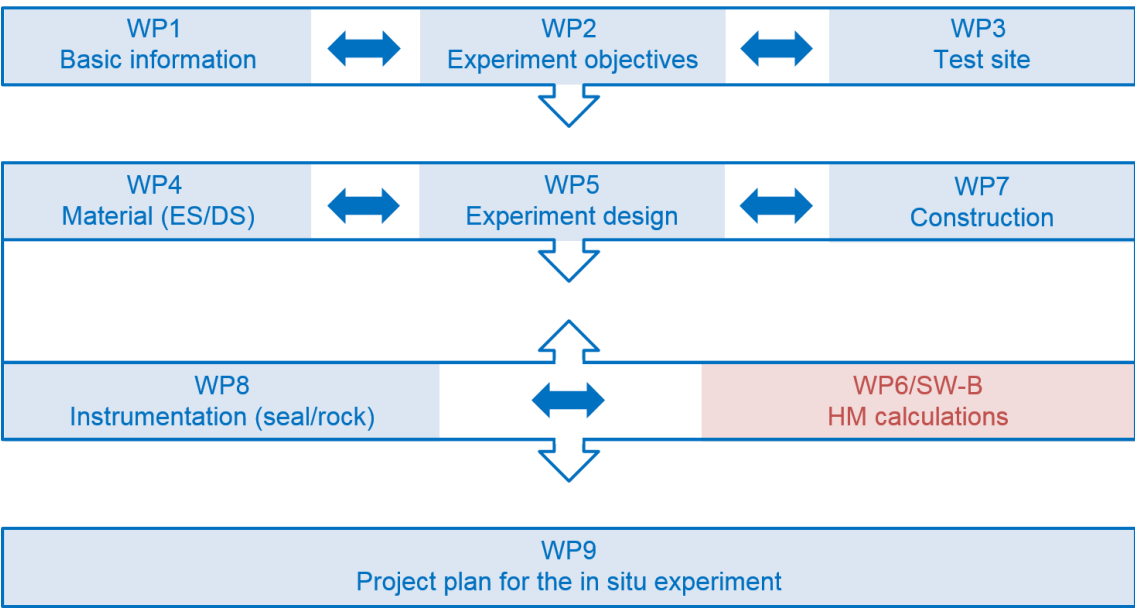 WP1
Basic information
WP2
Experiment objectives
WP3
Test site
WP4
Material (ES/DS)
WP5
Experiment design
WP7
Construction
WP8
Instrumentation (seal/rock)
WP6/SW-B
HM calculations
WP9
Project plan for the in situ experiment